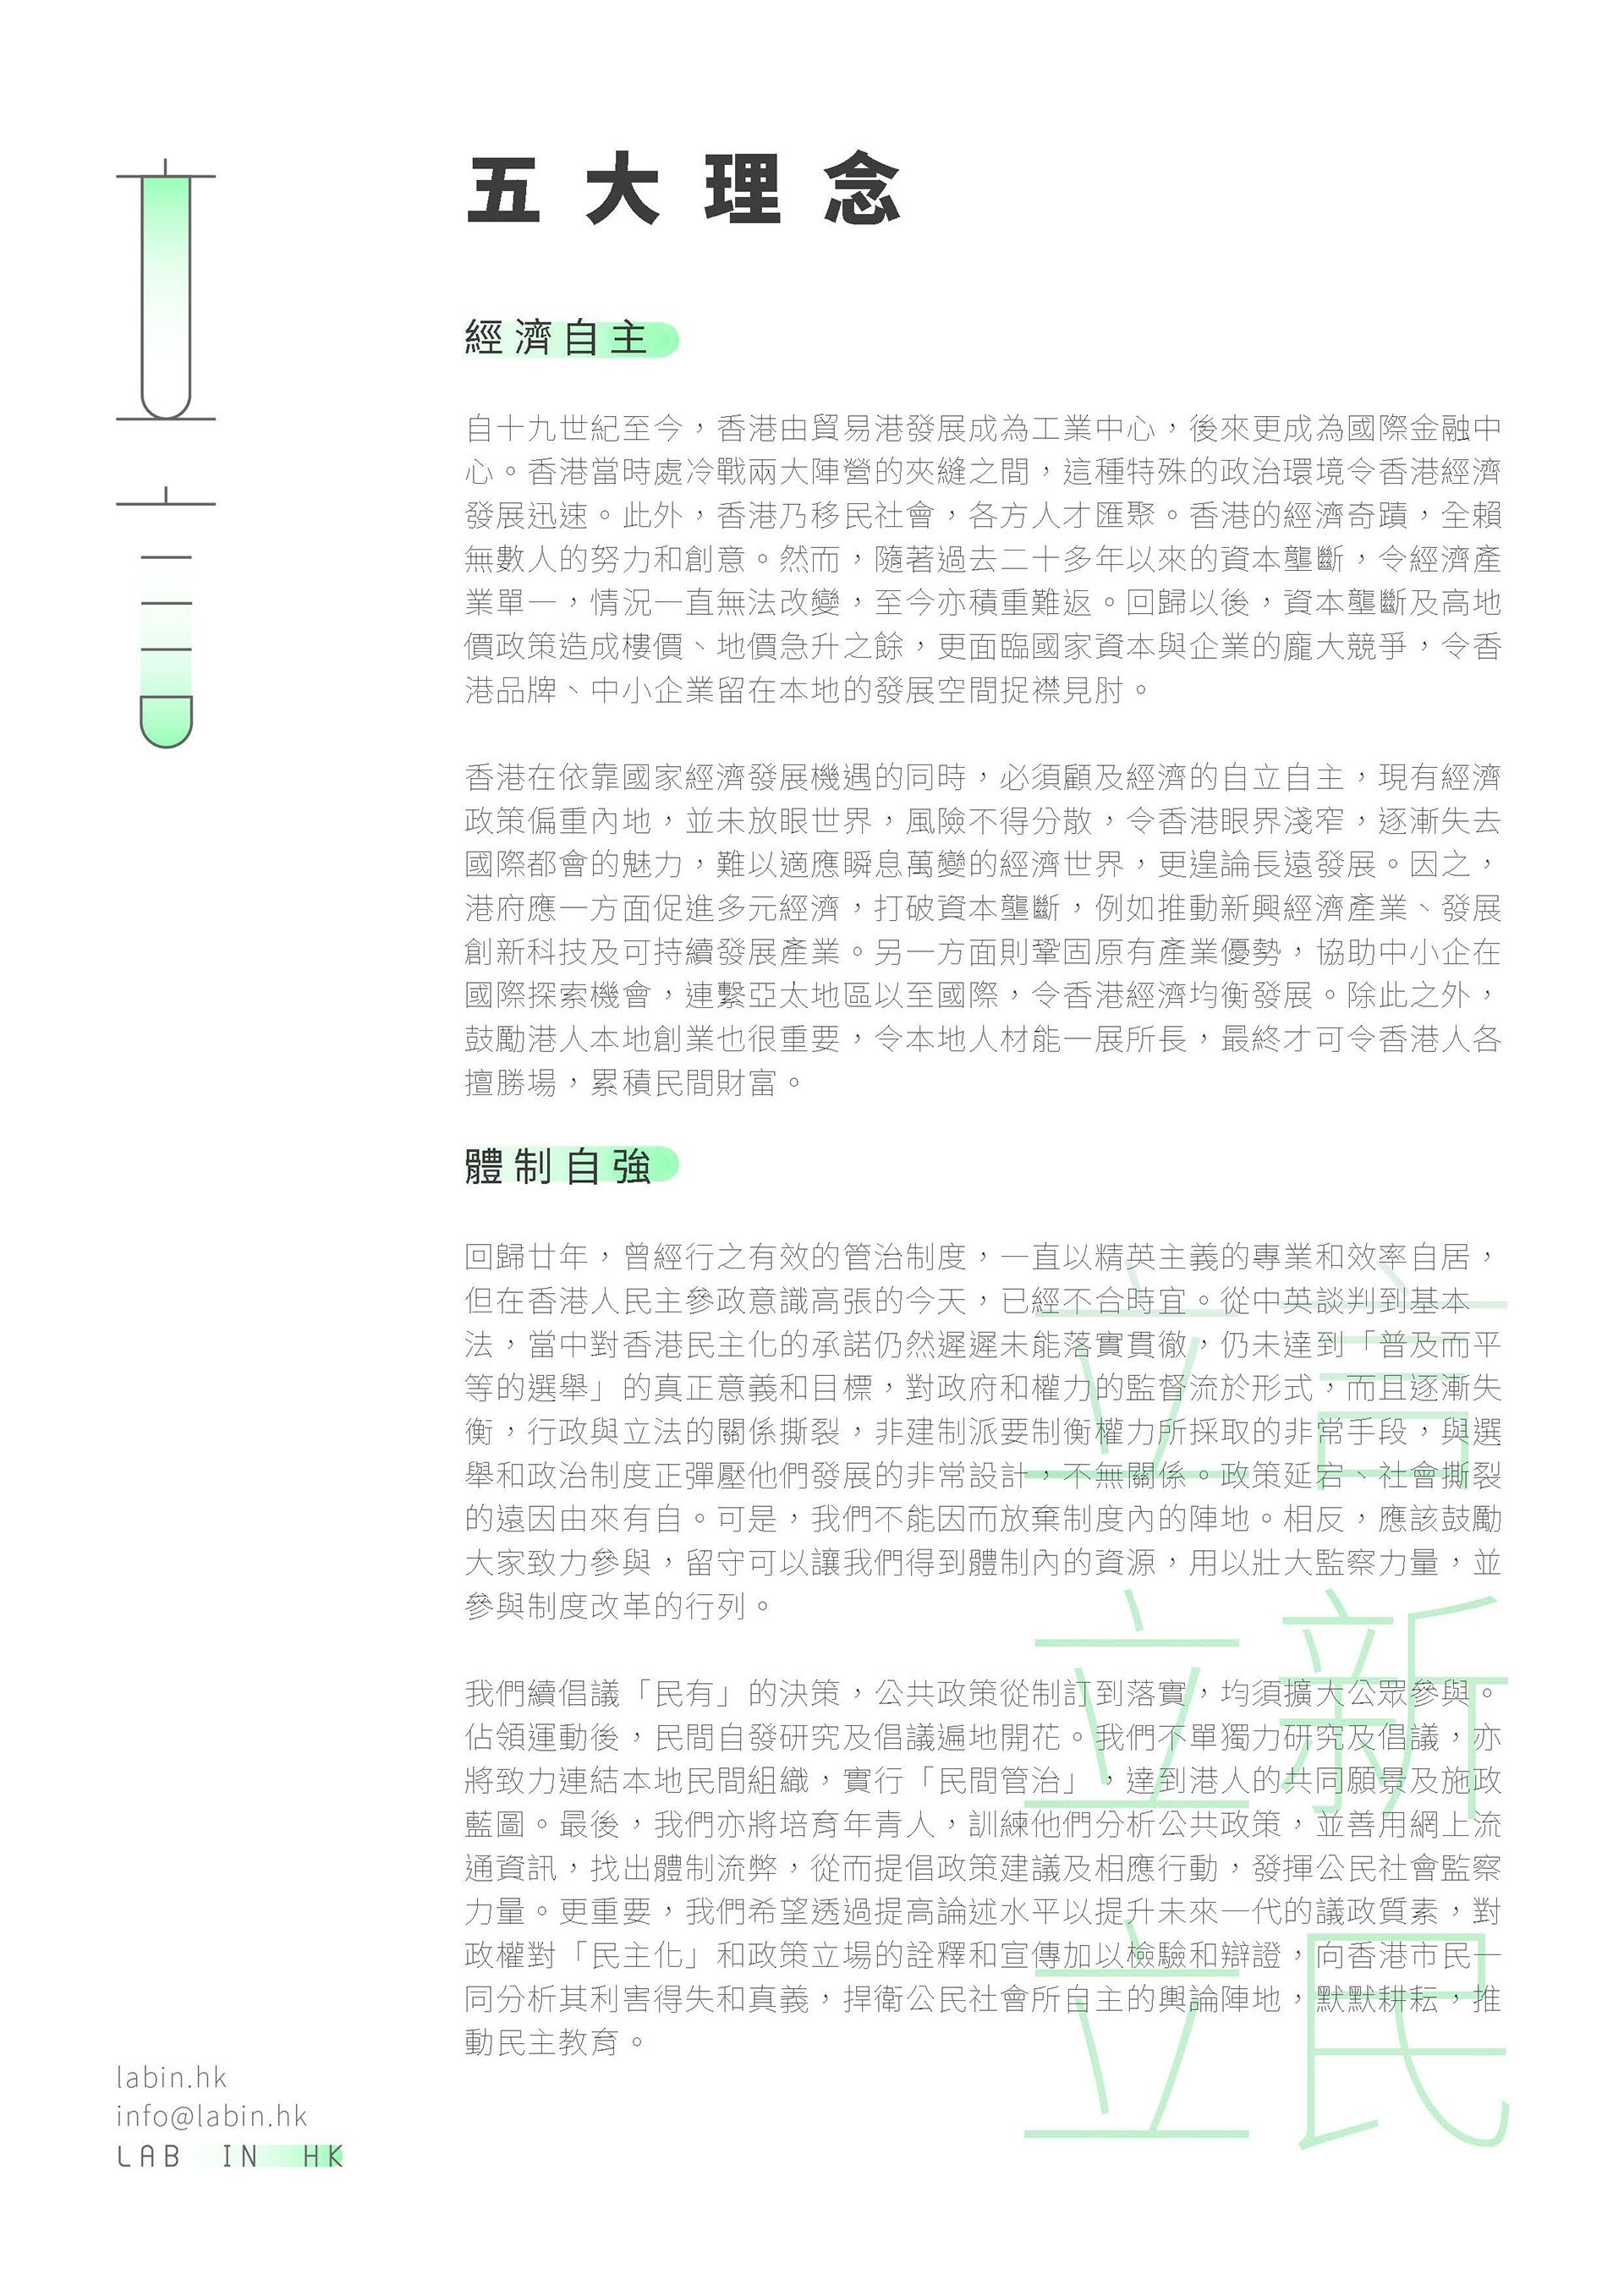 五大理念
經濟自主
自十九世紀至今，香港由貿易港發展成為工業中心，後來更成為國際金融中
心。香港當時處冷戰兩大陣營的夾縫之間，這種特殊的政治環境令香港經濟
發展迅速。此外，香港乃移民社會，各方人才匯聚。香港的經濟奇蹟，全賴
無數人的努力和創意。然而，隨著過去二十多年以來的資本壟斷，令經濟產
業單一，情況一直無法改變，至今亦積重難返。回歸以後，資本壟斷及高地
價政策造成樓價、地價急升之餘，更面臨國家資本與企業的龐大競爭，令香
港品牌、中小企業留在本地的發展空間捉襟見肘。
香港在依靠國家經濟發展機遇的同時，必須顧及經濟的自立自主，現有經濟
政策偏重內地，並未放眼世界，風險不得分散，令香港眼界淺窄，逐漸失去
國際都會的魅力，難以適應瞬息萬變的經濟世界，更遑論長遠發展。因之，
港府應一方面促進多元經濟，打破資本壟斷，例如推動新興經濟產業、發展
創新科技及可持續發展產業。另一方面則鞏固原有產業優勢，協助中小企在
國際探索機會，連繫亞太地區以至國際，令香港經濟均衡發展。除此之外，
鼓勵港人本地創業也很重要，令本地人材能一展所長，最終才可令香港人各
擅勝場，累積民間財富。
體制自強
回歸廿年，曾經行之有效的管治制度，一直以精英主義的專業和效率自居，
但在香港人民主參政意識高張的今天，已經不合時宜。從中英談判到基本
法，當中對香港民主化的承諾仍然遲遲未能落實貫徹，仍未達到「普及而平
等的選舉」的真正意義和目標，對政府和權力的監督流於形式，而且逐漸失
衡，行政與立法的關係撕裂，非建制派要制衡權力所採取的非常手段，與選
舉和政治制度正彈壓他們發展的非常設計，不無關係。政策延宕、社會撕裂
的遠因由來有自。可是，我們不能因而放棄制度內的陣地。相反，應該鼓勵
大家致力參與，留守可以讓我們得到體制內的資源，用以壯大監察力量，並
參與制度改革的行列。
我們續倡議「民有」的決策，公共政策從制訂到落實，均須擴大公眾參與。
佔領運動後，民間自發研究及倡議遍地開花。我們不單獨力研究及倡議，亦
將致力連結本地民間組織，實行「民間管治」，達到港人的共同願景及施政
藍圖。最後，我們亦將培育年青人，訓練他們分析公共政策，並善用網上流
通資訊，找出體制流弊，從而提倡政策建議及相應行動，發揮公民社會監察
力量。更重要，我們希望透過提高論述水平以提升未來一代的議政質素，對
政權對「民主化」和政策立場的詮釋和宣傳加以檢驗和辯證，向香港市民一
同分析其利害得失和真義，捍衛公民社會所自主的輿論陣地，默默耕耘，推
動民主教育。
立言
立新
立民
labin.hk
info@labin.hk
LAB IN HK